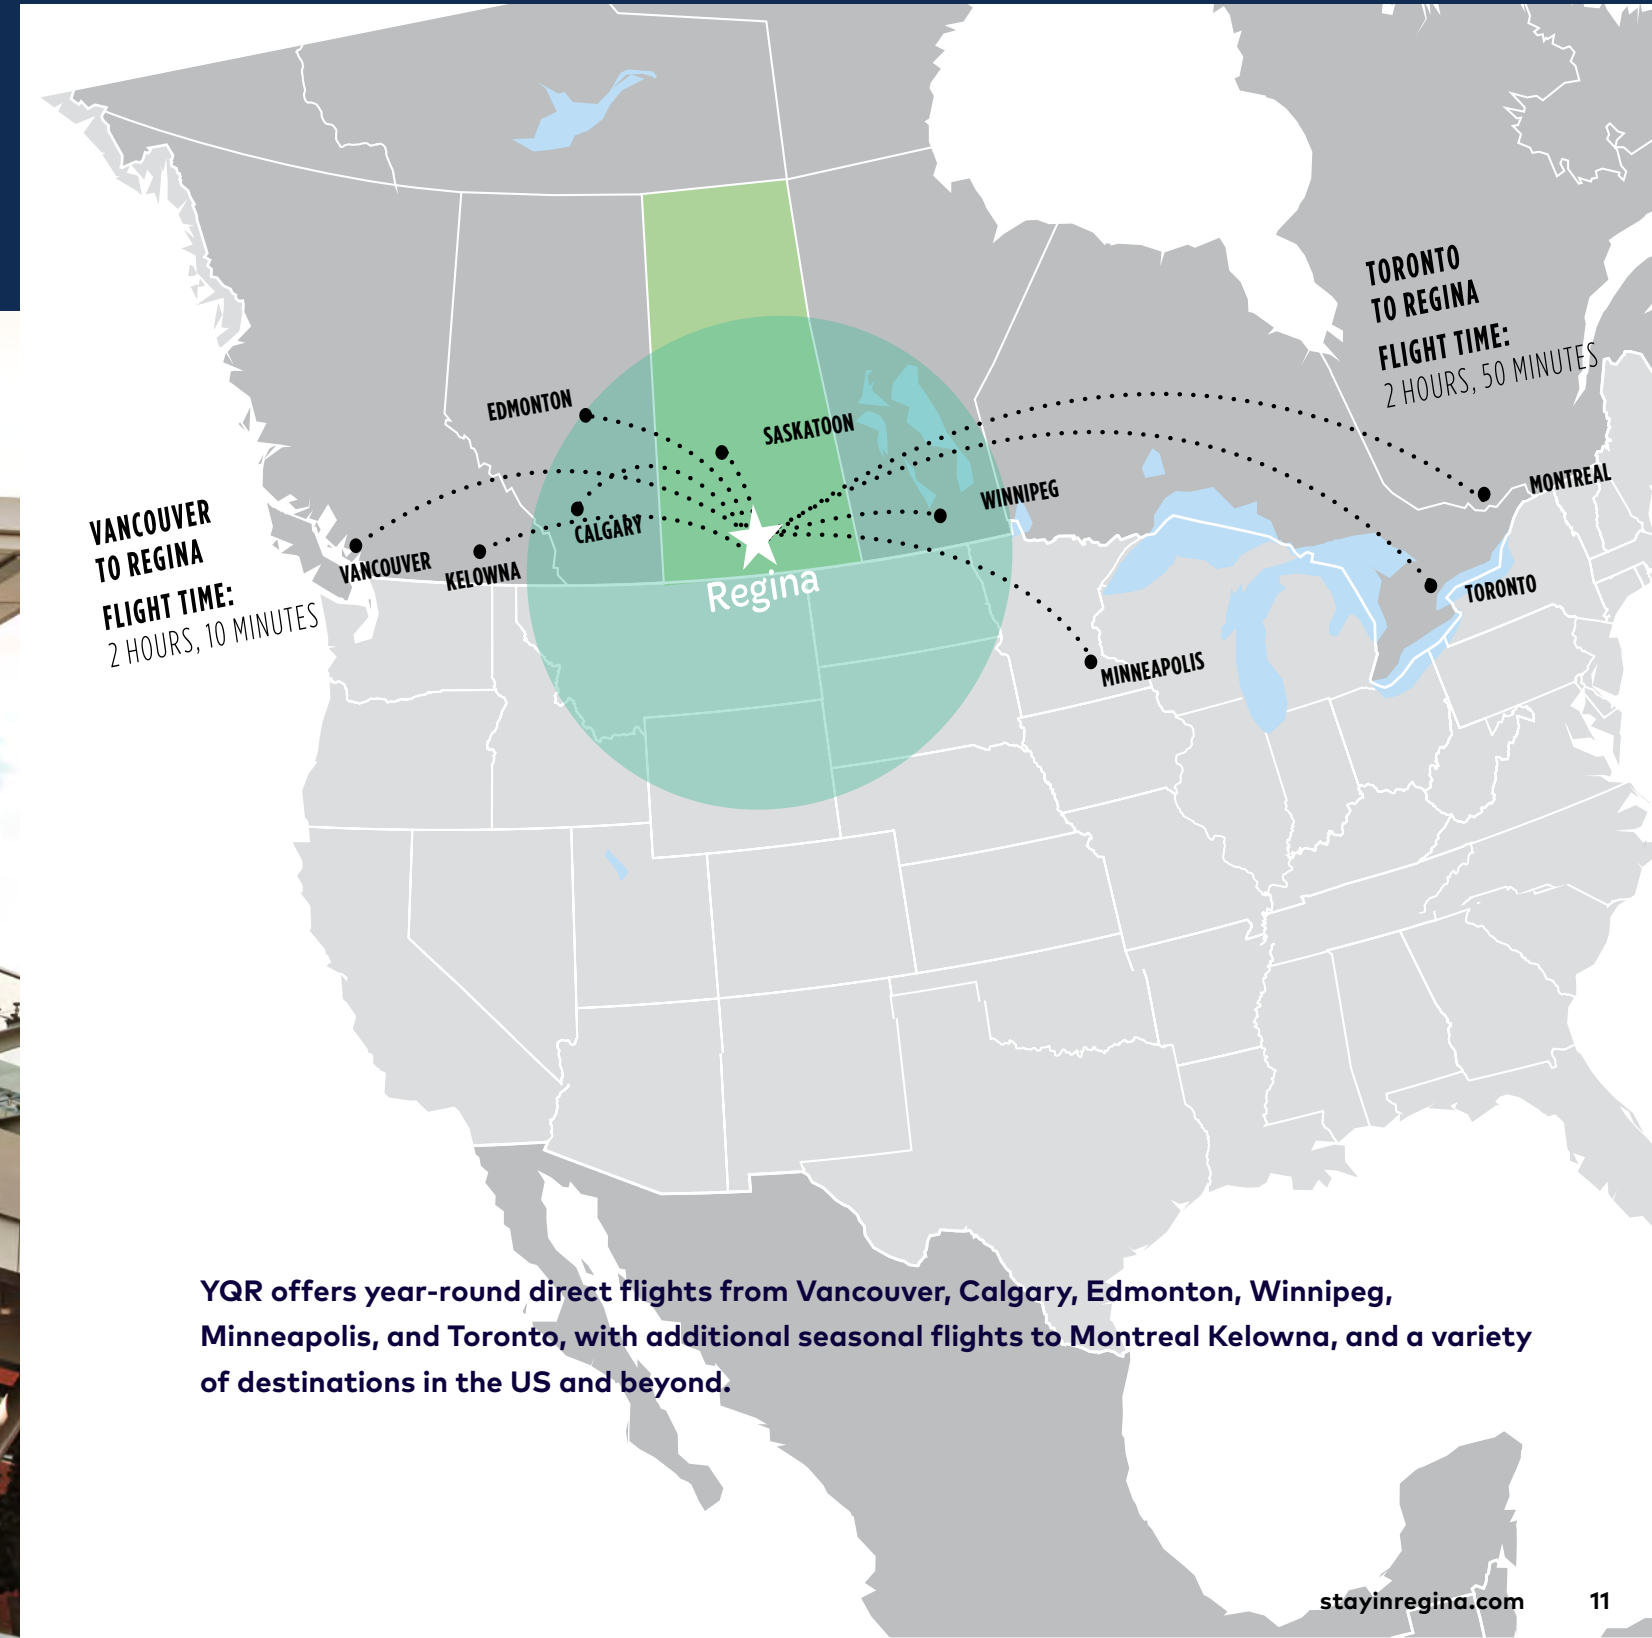 TORONTO
TO REGINA
FLIGHT TIME:
2 HOURS, 50 MINUTES
EDMONTON
SASKATOON
MONTREAL
WINNIPEG
VANCOUVER
TO REGINA
FLIGHT TIME:
2 HOURS, 10 MINUTES
CALGARY
VANCOUVER
KELOWNA
Regina
TORONTO
MINNEAPOLIS
YQR offers year-round direct flights from Vancouver, Calgary, Edmonton, Winnipeg,
Minneapolis, and Toronto, with additional seasonal flights to Montreal Kelowna, and a variety
of destinations in the US and beyond.
stayinregina.com 11